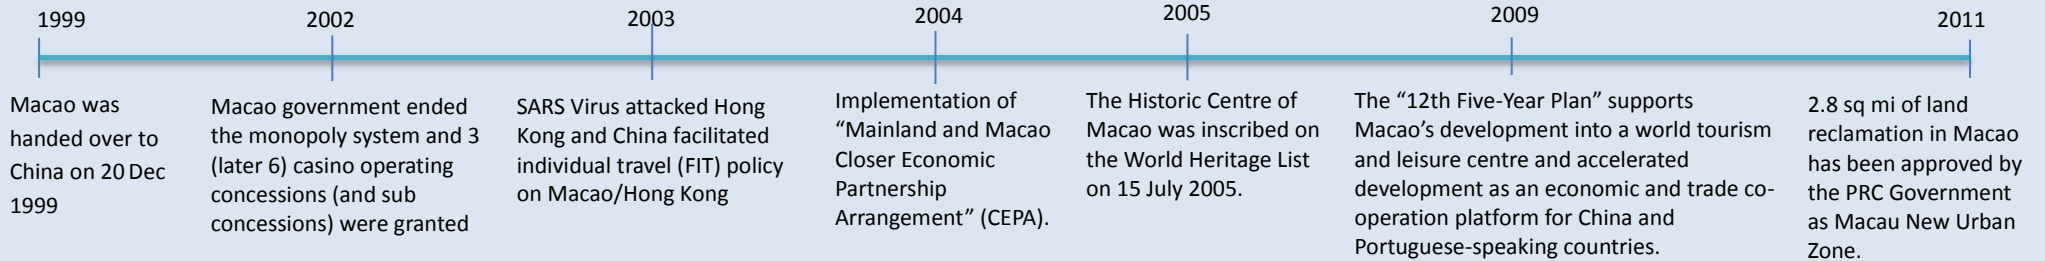 1999
2002
2003
2004
2005
2009
2011
Macao was
handed over to
China on 20 Dec
1999
Macao government ended
the monopoly system and 3
(later 6) casino operating
concessions (and sub
concessions) were granted
SARS Virus attacked Hong
Kong and China facilitated
individual travel (FIT) policy
on Macao/Hong Kong
Implementation of
“Mainland and Macao
Closer Economic
Partnership
Arrangement” (CEPA).
The Historic Centre of
Macao was inscribed on
the World Heritage List
on 15 July 2005.
The “12th Five-Year Plan” supports
Macao’s development into a world tourism
and leisure centre and accelerated
development as an economic and trade co-
operation platform for China and
Portuguese-speaking countries.
2.8 sq mi of land
reclamation in Macao
has been approved by
the PRC Government
as Macau New Urban
Zone.